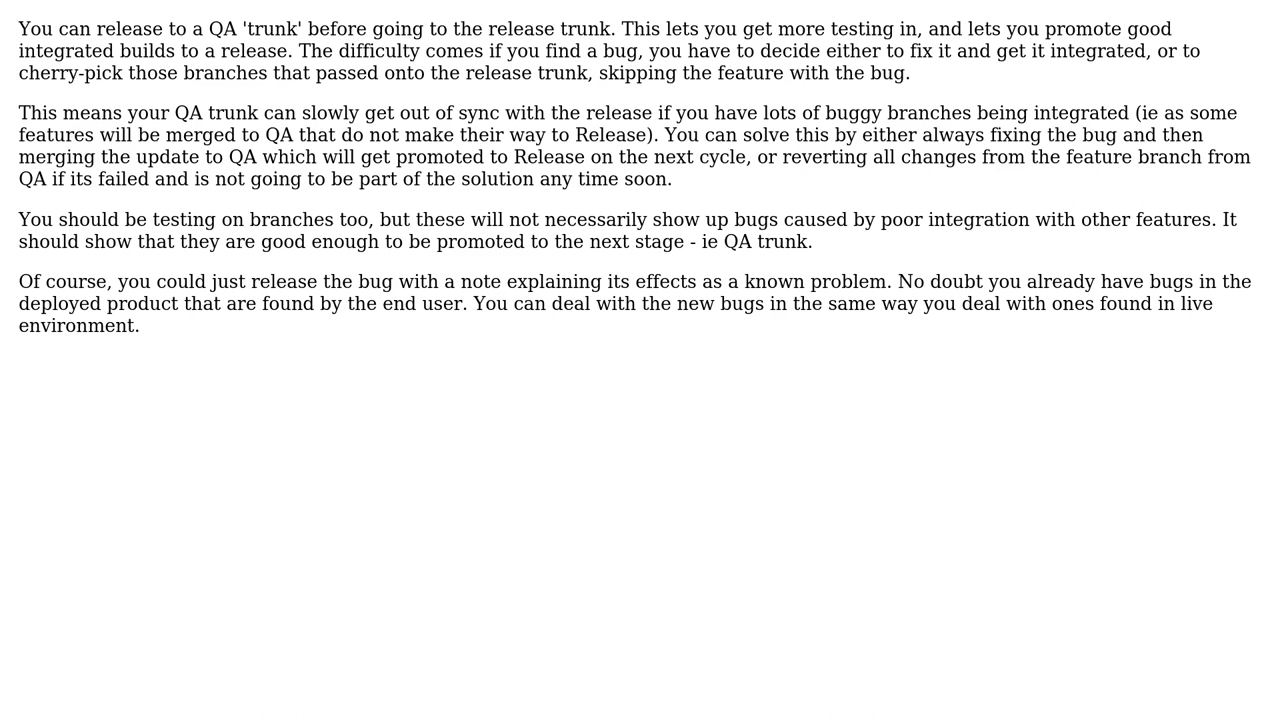 You can release to a QA 'trunk' before going to the release trunk. This lets you get more testing in, and lets you promote good
integrated builds to a release. The difficulty comes if you find a bug, you have to decide either to fix it and get it integrated, or to
cherry-pick those branches that passed onto the release trunk, skipping the feature with the bug.
This means your QA trunk can slowly get out of sync with the release if you have lots of buggy branches being integrated (ie as some
features will be merged to QA that do not make their way to Release). You can solve this by either always fixing the bug and then
merging the update to QA which will get promoted to Release on the next cycle, or reverting all changes from the feature branch from
QA if its failed and is not going to be part of the solution any time soon.
You should be testing on branches too, but these will not necessarily show up bugs caused by poor integration with other features. It
should show that they are good enough to be promoted to the next stage - ie QA trunk.
Of course, you could just release the bug with a note explaining its effects as a known problem. No doubt you already have bugs in the
deployed product that are found by the end user. You can deal with the new bugs in the same way you deal with ones found in live
environment.